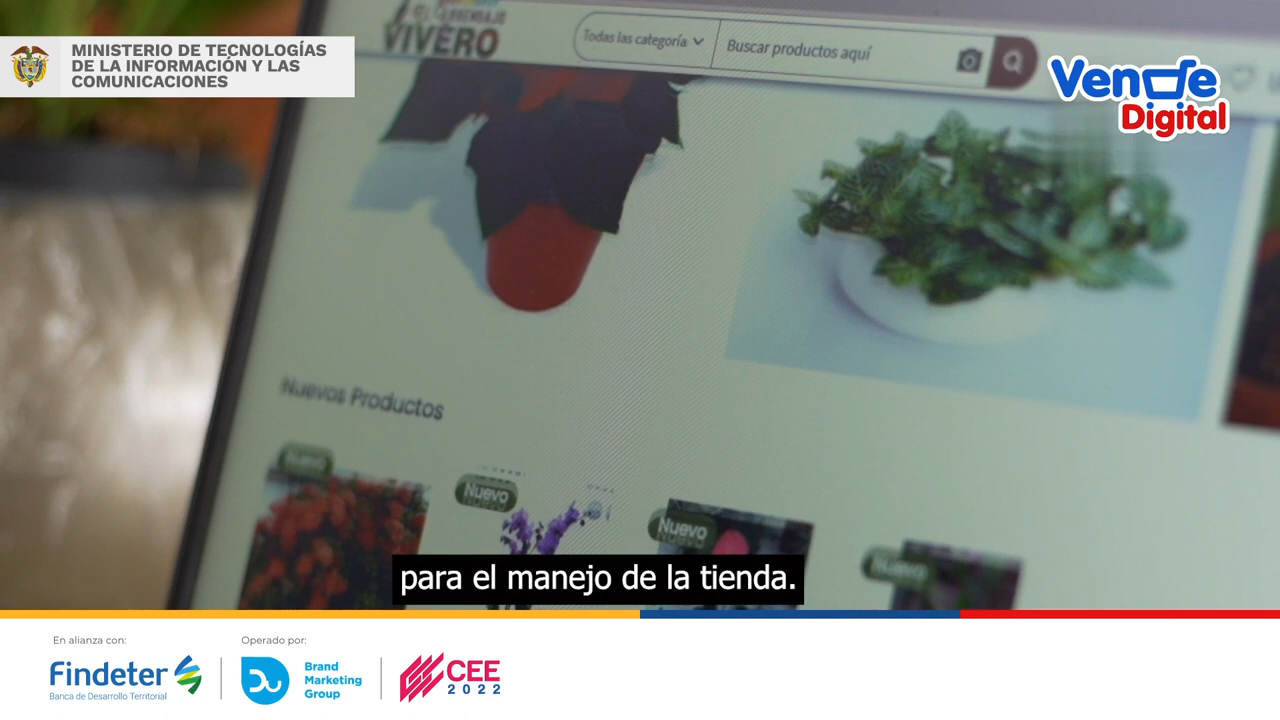 MINISTERIO DE TECNOLOGÍAS
DE LA INFORMACIÓN Y LAS
COMUNICACIONES
VIVERO
Todas las categoría
Buscar productos aquí
Vende
Digital
Nuevos Productos
Nuevo
Nuevo
Nuevo
Nuevo
para el manejo de la tienda.
En alianza con:
Operado por:
Findeter
Banca de Desarrollo Territorial
Brand
Marketing
Group
CEE
2022